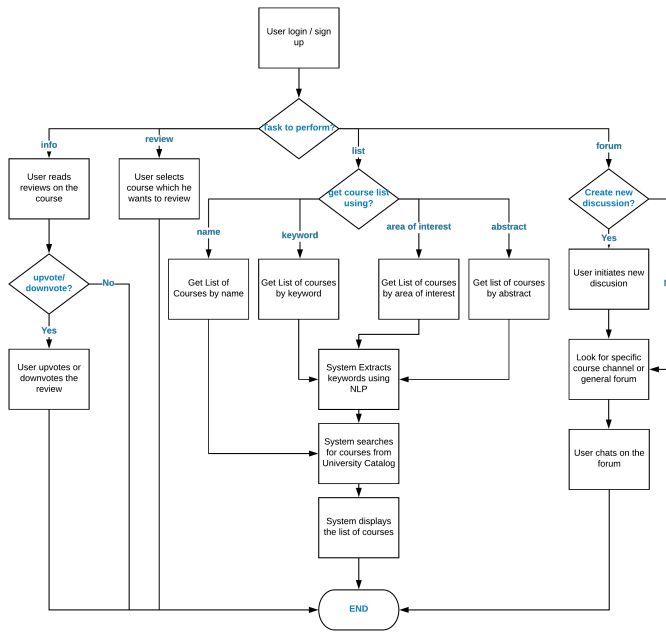 User login / sign
up
Task to perform?
info
review
list
forum
User reads
reviews on the
course
User selects
course which he
wants to review
get course list
using?
Create new
discussion?
name
keyword
area of interest
abstract
Yes
upvote/
downvote?
No
Get List of
Courses by name
Get List of courses
by keyword
Get List of courses
by area of interest
Get list of courses
by abstract
User initiates new
discusion
N
Yes
User upvotes or
downvotes the
review
System Extracts
keywords using
NLP
Look for specific
course channel or
general forum
System searches
for courses from
University Catalog
User chats on the
forum
System displays
the list of courses
END